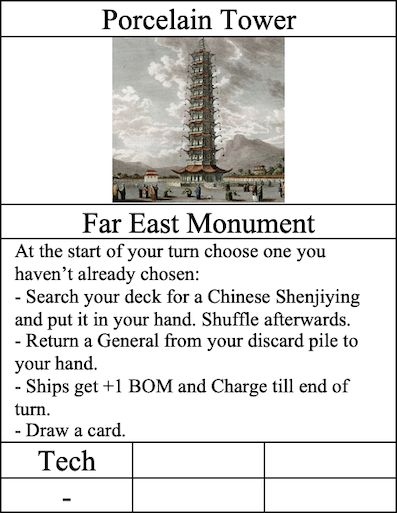 Porcelain Tower
Far East Monument
At the start of your turn choose one you
haven’t already chosen:
- Search your deck for a Chinese Shenjiying
and put it in your hand. Shuffle afterwards.
- Return a General from your discard pile to
your hand.
- Ships get +1 BOM and Charge till end of
turn.
- Draw a card.
Tech
-